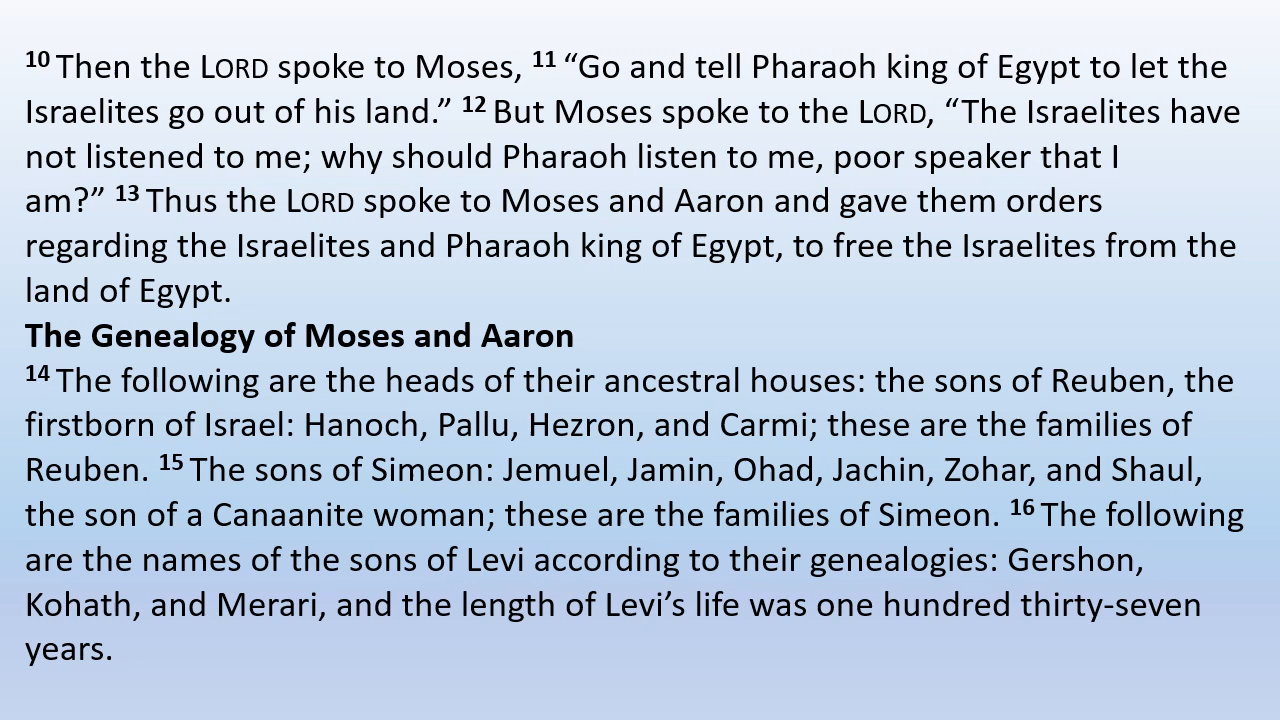 10 Then the LORD spoke to Moses, 11 “Go and tell Pharaoh king of Egypt to let the
Israelites go out of his land.” 12 But Moses spoke to the LORD, “The Israelites have
not listened to me; why should Pharaoh listen to me, poor speaker that I
am?” 13 Thus the LORD spoke to Moses and Aaron and gave them orders
regarding the Israelites and Pharaoh king of Egypt, to free the Israelites from the
land of Egypt.
The Genealogy of Moses and Aaron
14 The following are the heads of their ancestral houses: the sons of Reuben, the
firstborn of Israel: Hanoch, Pallu, Hezron, and Carmi; these are the families of
Reuben. 15 The sons of Simeon: Jemuel, Jamin, Ohad, Jachin, Zohar, and Shaul,
the son of a Canaanite woman; these are the families of Simeon. 16 The following
are the names of the sons of Levi according to their genealogies: Gershon,
Kohath, and Merari, and the length of Levi’s life was one hundred thirty-seven
years.